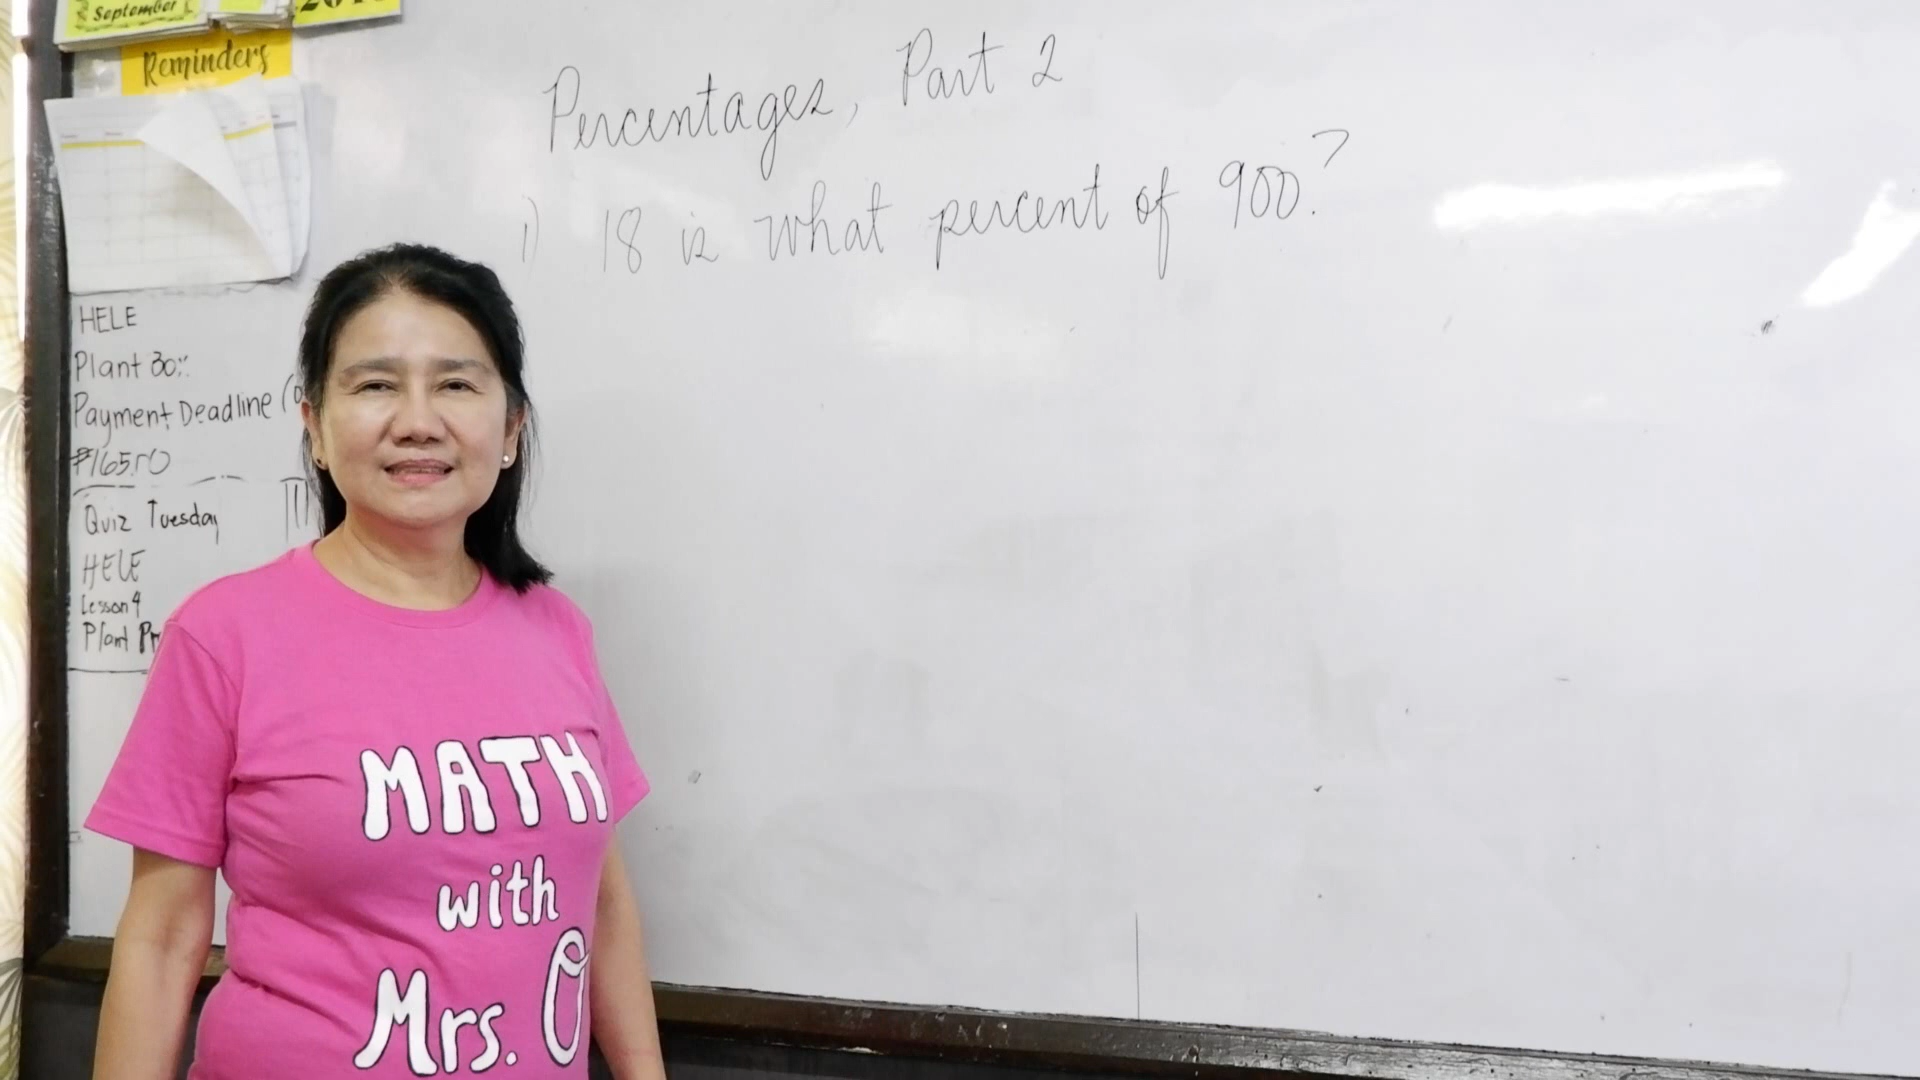 September
Reminders
HELE
Plant 30%
Payment Deadline
₱165.00
Quiz Tuesday
HELE
Lesson 4
Plant
Percentages, Part 2
1) 18 is what percent of 900?
MATH
with
Mrs. O